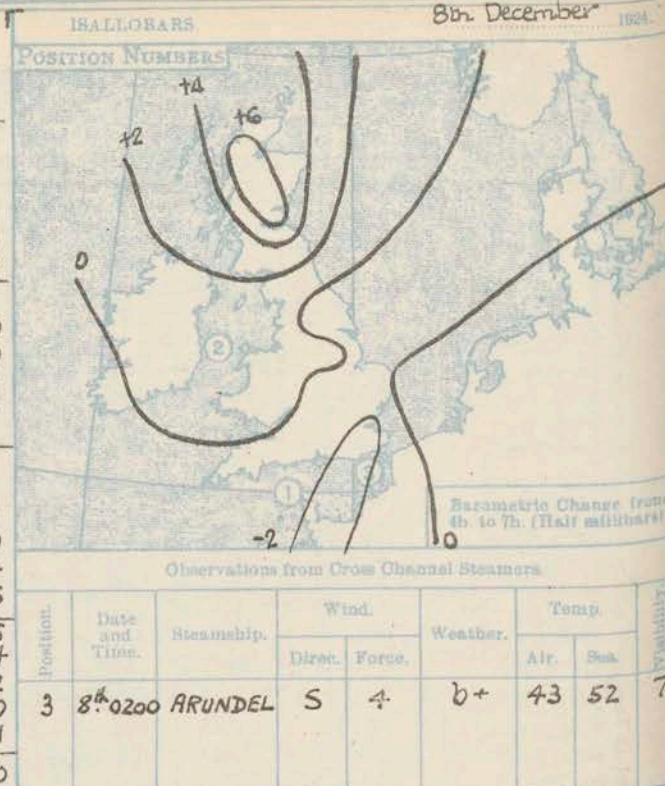 ISALLOBARS
8th December 1924.
POSITION NUMBERS
+4
+6
+2
0
2
1
-2
0
Barometric Change from
4h. to 7h. (Half millibars)
Observations from Cross Channel Steamers
Position.
Date and Time.
Steamship.
Wind.
Direc.
Force.
Weather.
Temp.
Air.
Sea.
Visibility.
3 8th 0200 ARUNDEL S 4 b+ 43 52 7